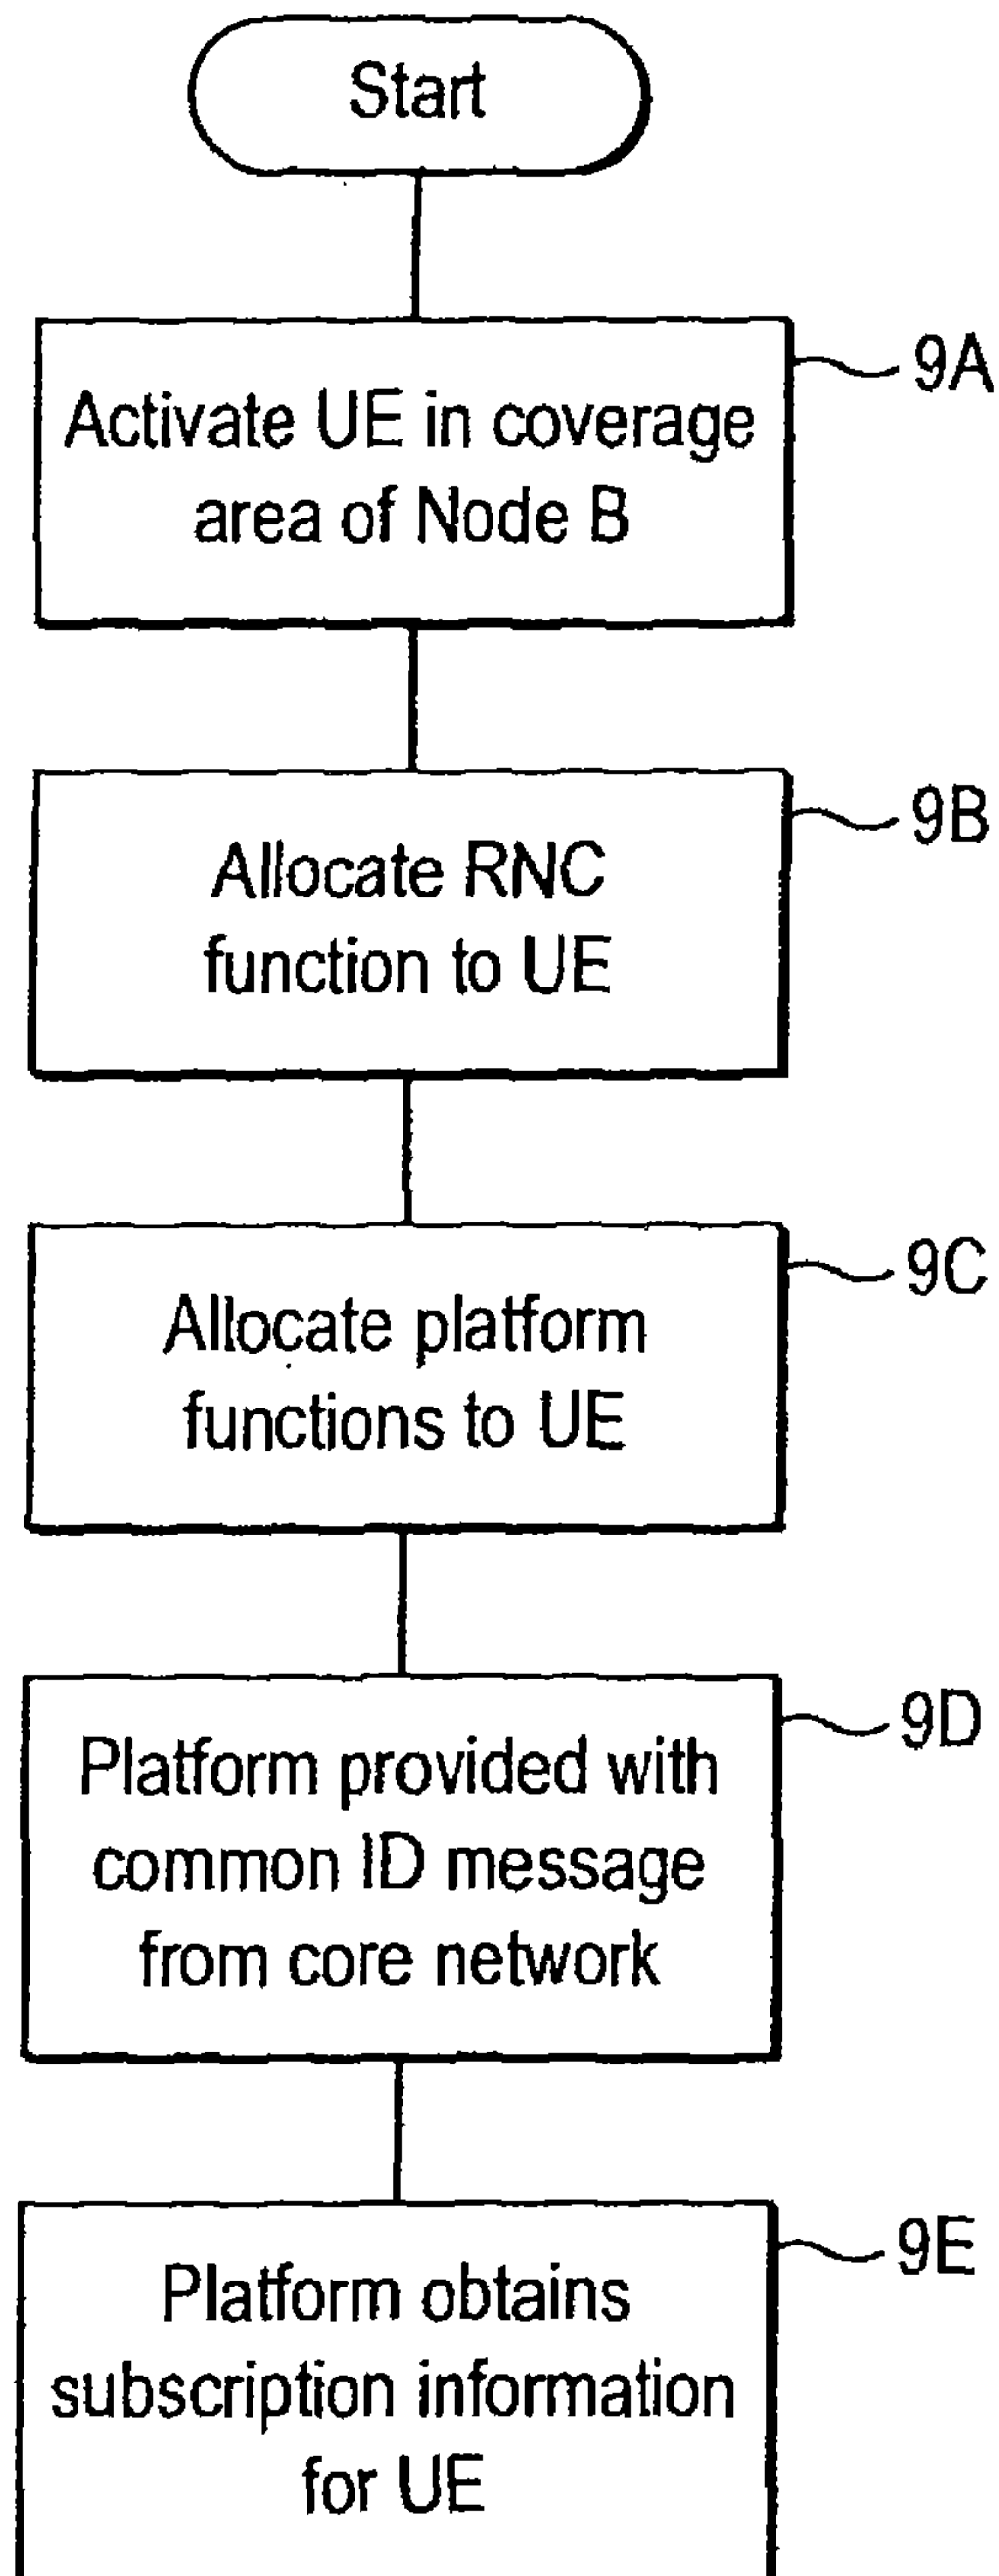 Start
9A
Activate UE in coverage
area of Node B
9B
Allocate RNC
function to UE
9C
Allocate platform
functions to UE
9D
Platform provided with
common ID message
from core network
9E
Platform obtains
subscription information
for UE